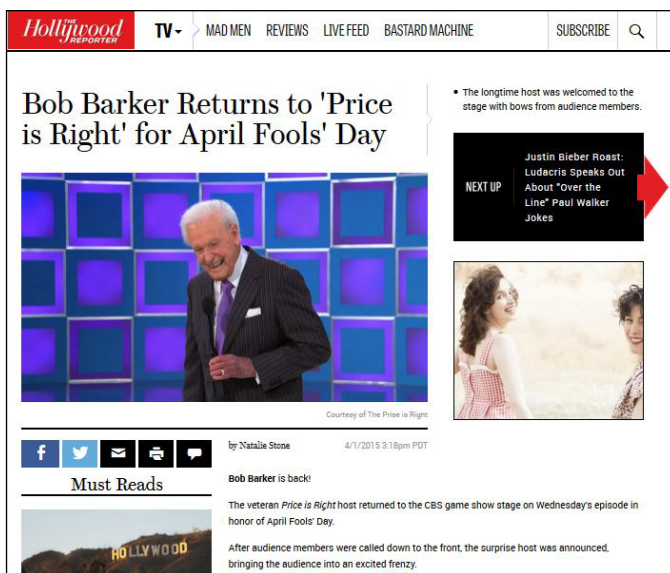 THE
Hollywood
REPORTER
TV
MAD MEN REVIEWS LIVE FEED BASTARD MACHINE
SUBSCRIBE
Bob Barker Returns to 'Price
is Right' for April Fools' Day
Courtesy of The Price is Right
by Natalie Stone 4/1/2015 3:18pm PDT
Must Reads
HOLLYWOOD
Bob Barker is back!
The veteran Price is Right host returned to the CBS game show stage on Wednesday's episode in
honor of April Fools' Day.
After audience members were called down to the front, the surprise host was announced,
bringing the audience into an excited frenzy.
The longtime host was welcomed to the
stage with bows from audience members.
NEXT UP
Justin Bieber Roast:
Ludacris Speaks Out
About "Over the
Line" Paul Walker
Jokes